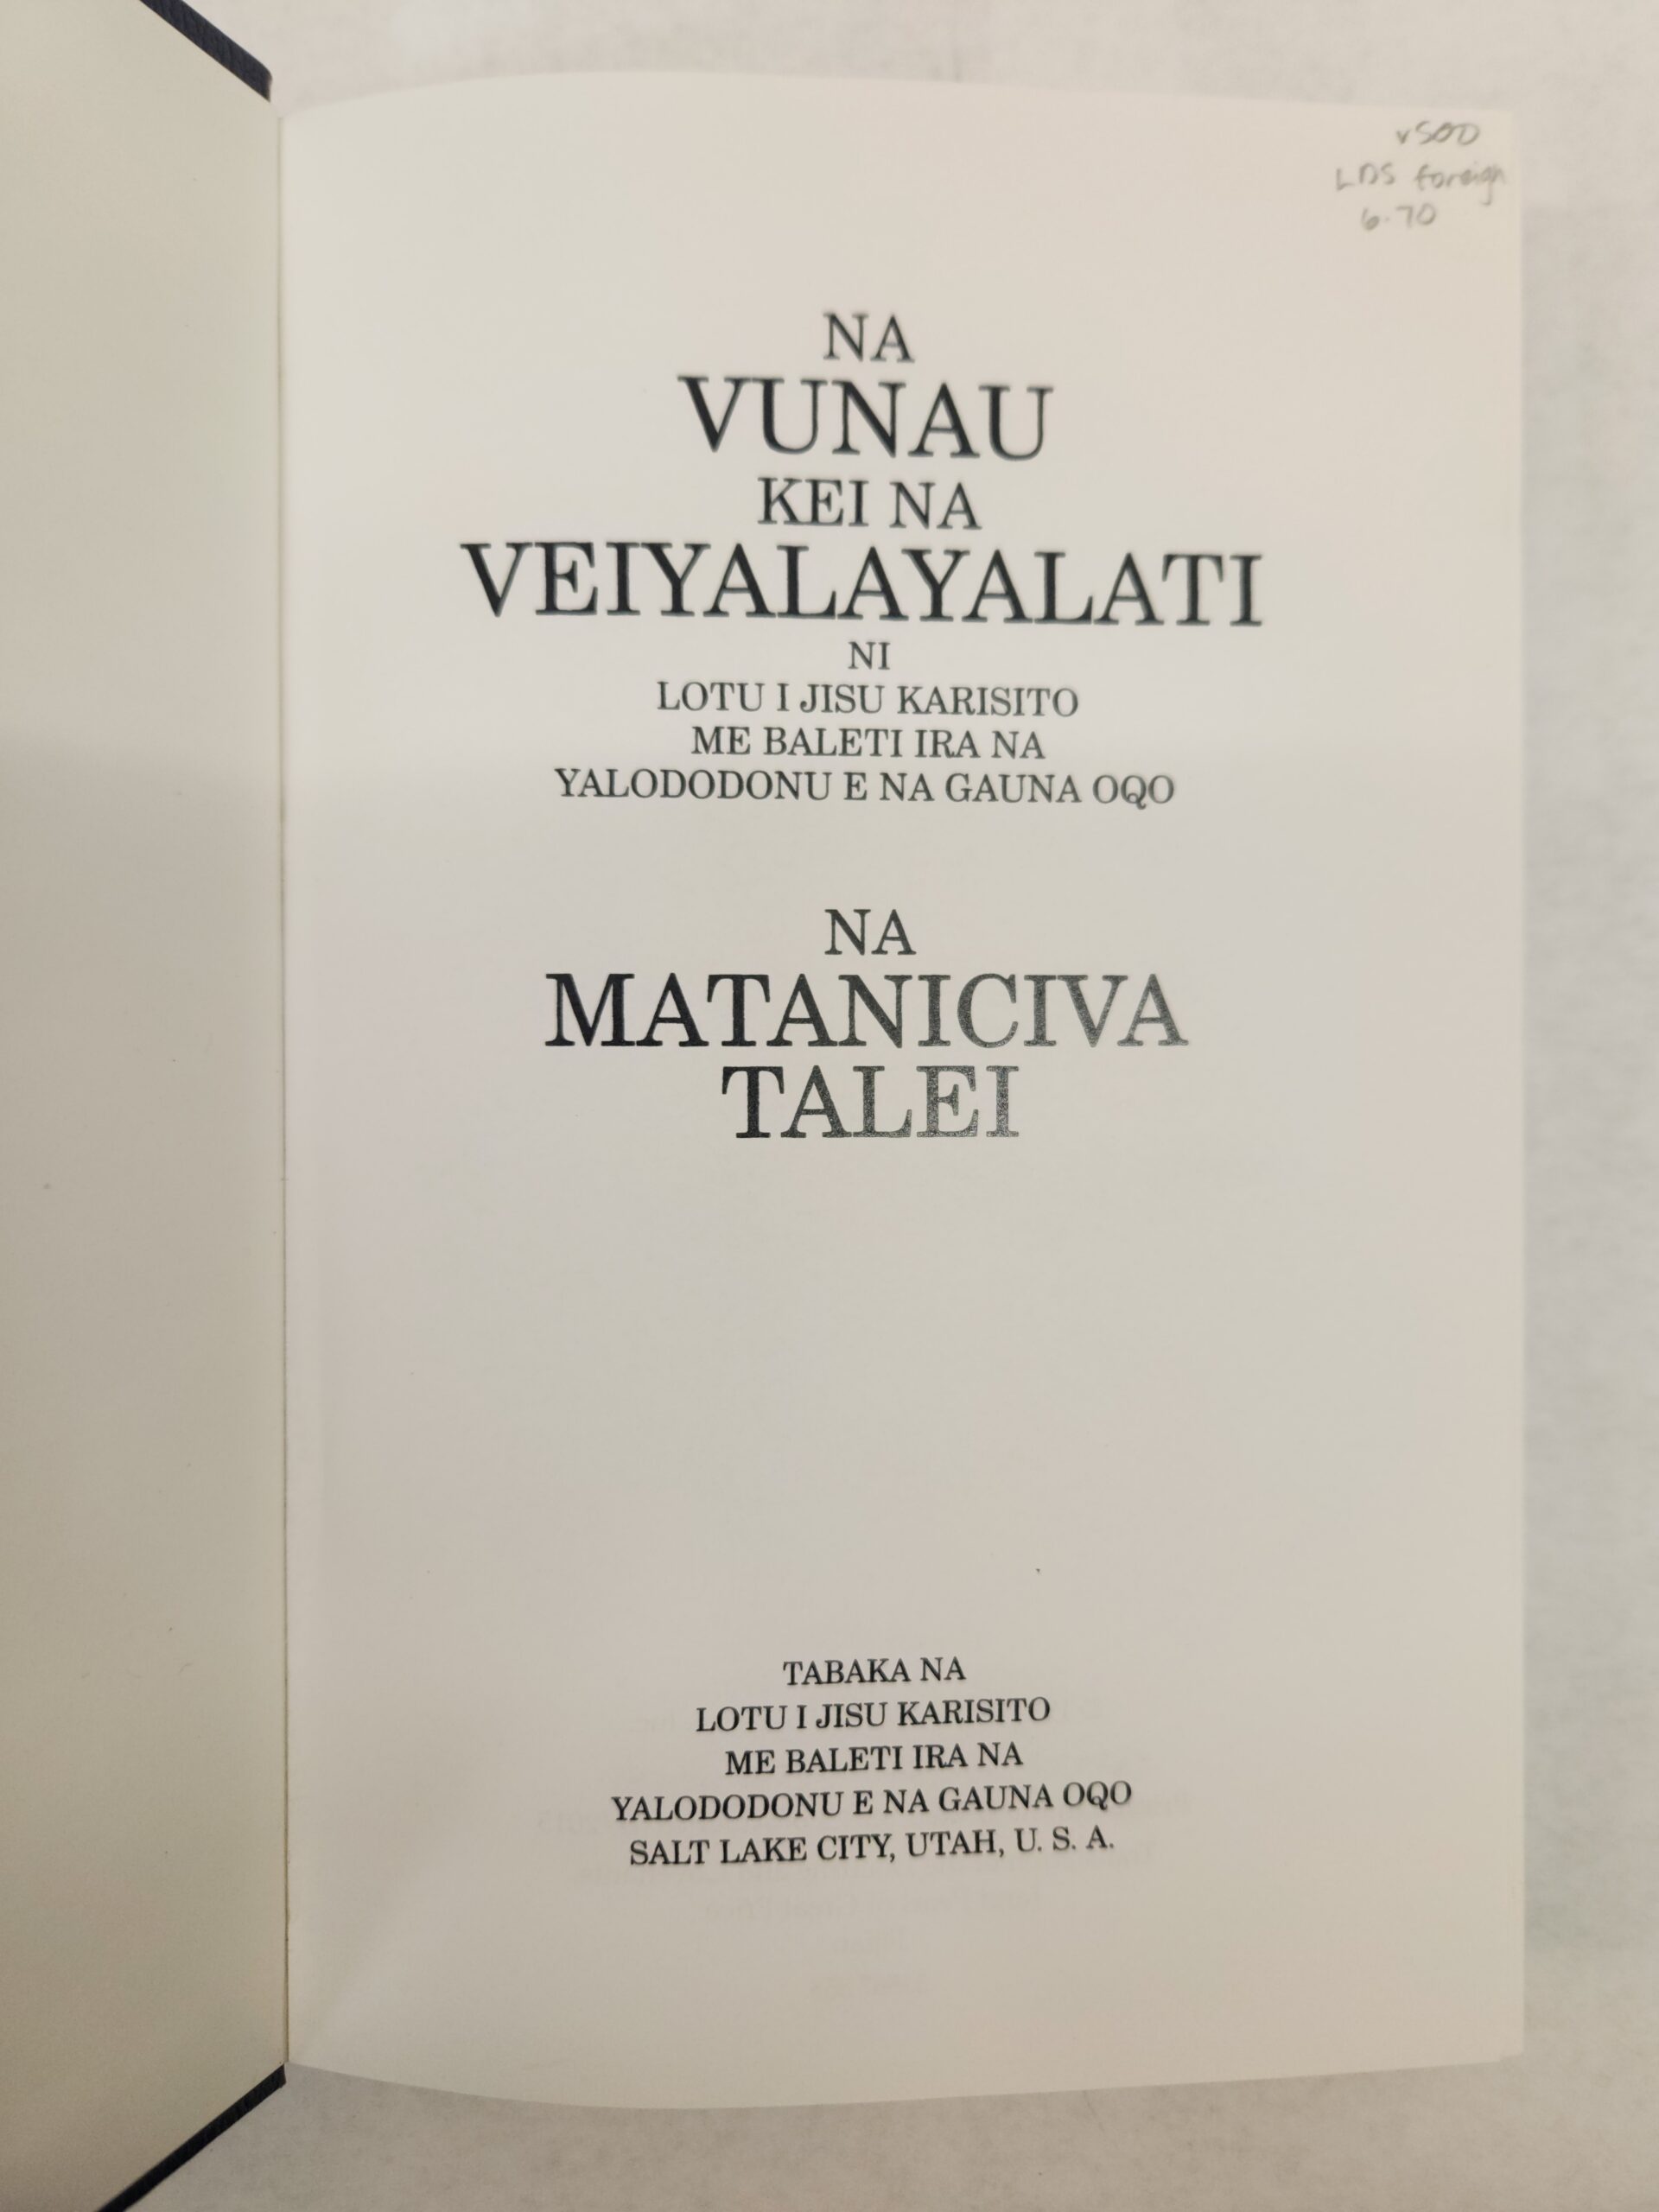 LDS foreign
6.70
NA
VUNAU
KEI NA
VEIYALAYALATI
NI
LOTU I JISU KARISITO
ME BALETI IRA NA
YALODODONU E NA GAUNA OQO
NA
MATANICIVA
TALEI
TABAKA NA
LOTU I JISU KARISITO
ME BALETI IRA NA
YALODODONU E NA GAUNA OQO
SALT LAKE CITY, UTAH, U. S. A.